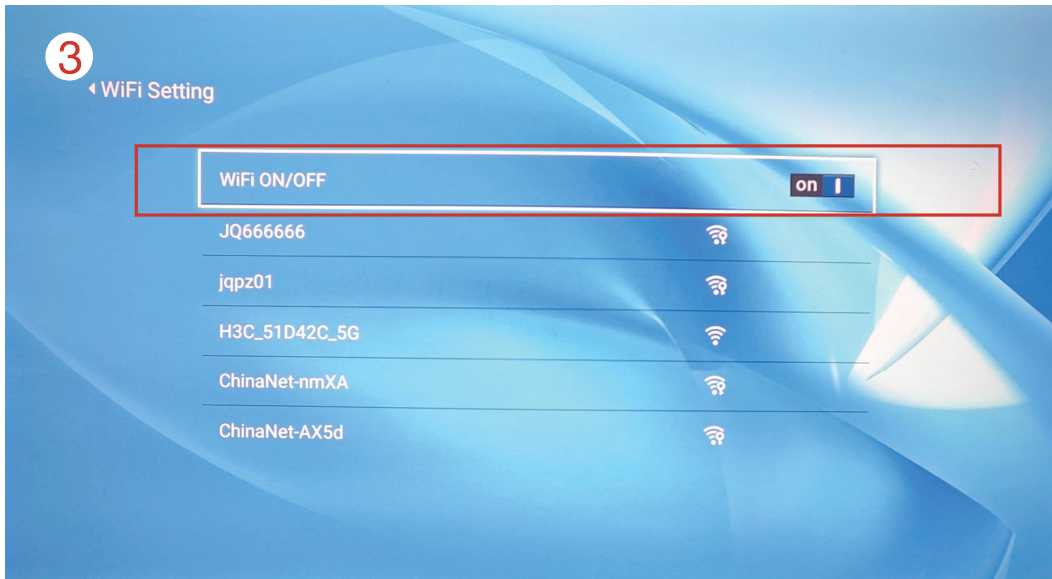 3
WiFi Setting
WiFi ON/OFF
on
JQ666666
jqpz01
H3C_51D42C_5G
ChinaNet-nmXA
ChinaNet-AX5d